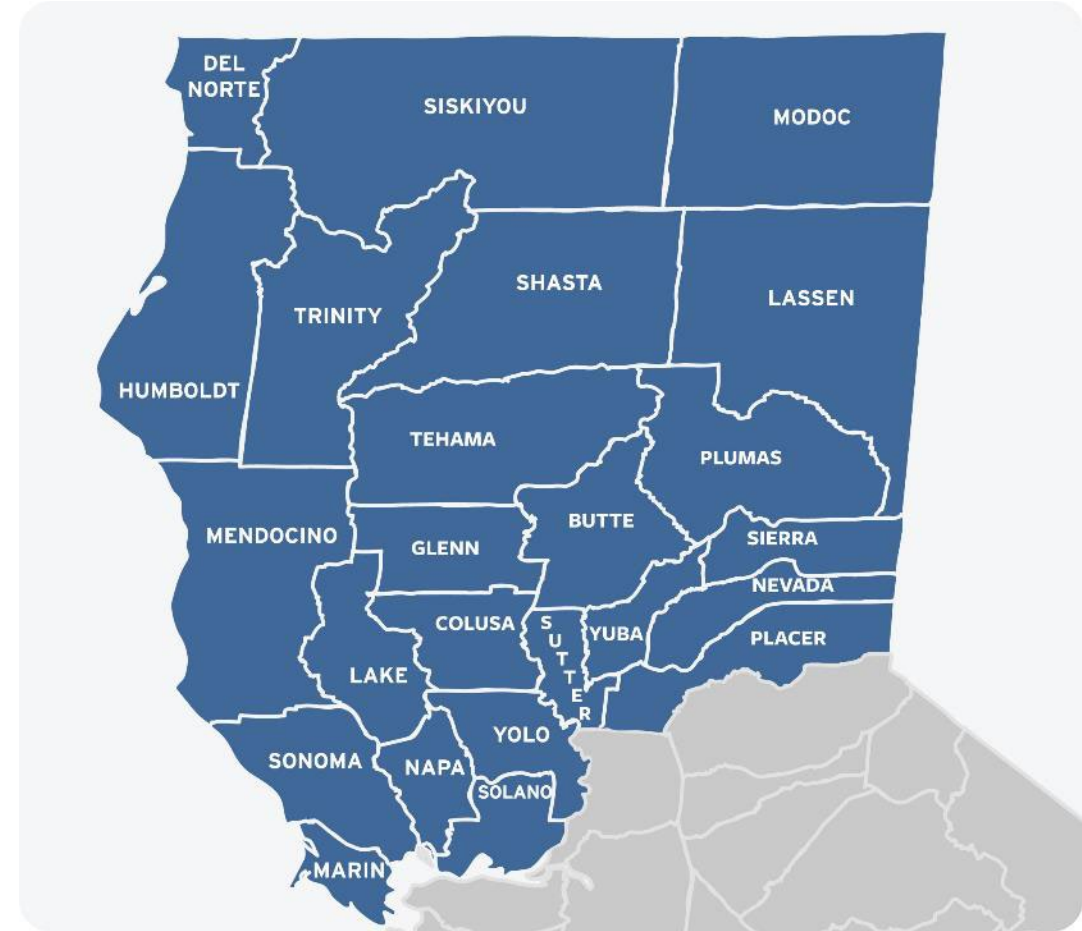 DEL
NORTE
SISKIYOU
MODOC
SHASTA
LASSEN
TRINITY
HUMBOLDT
TEHAMA
PLUMAS
BUTTE
MENDOCINO
GLENN
SIERRA
NEVADA
COLUSA
SUTTER
YUBA
PLACER
LAKE
YOLO
SONOMA
NAPA
SOLANO
MARIN